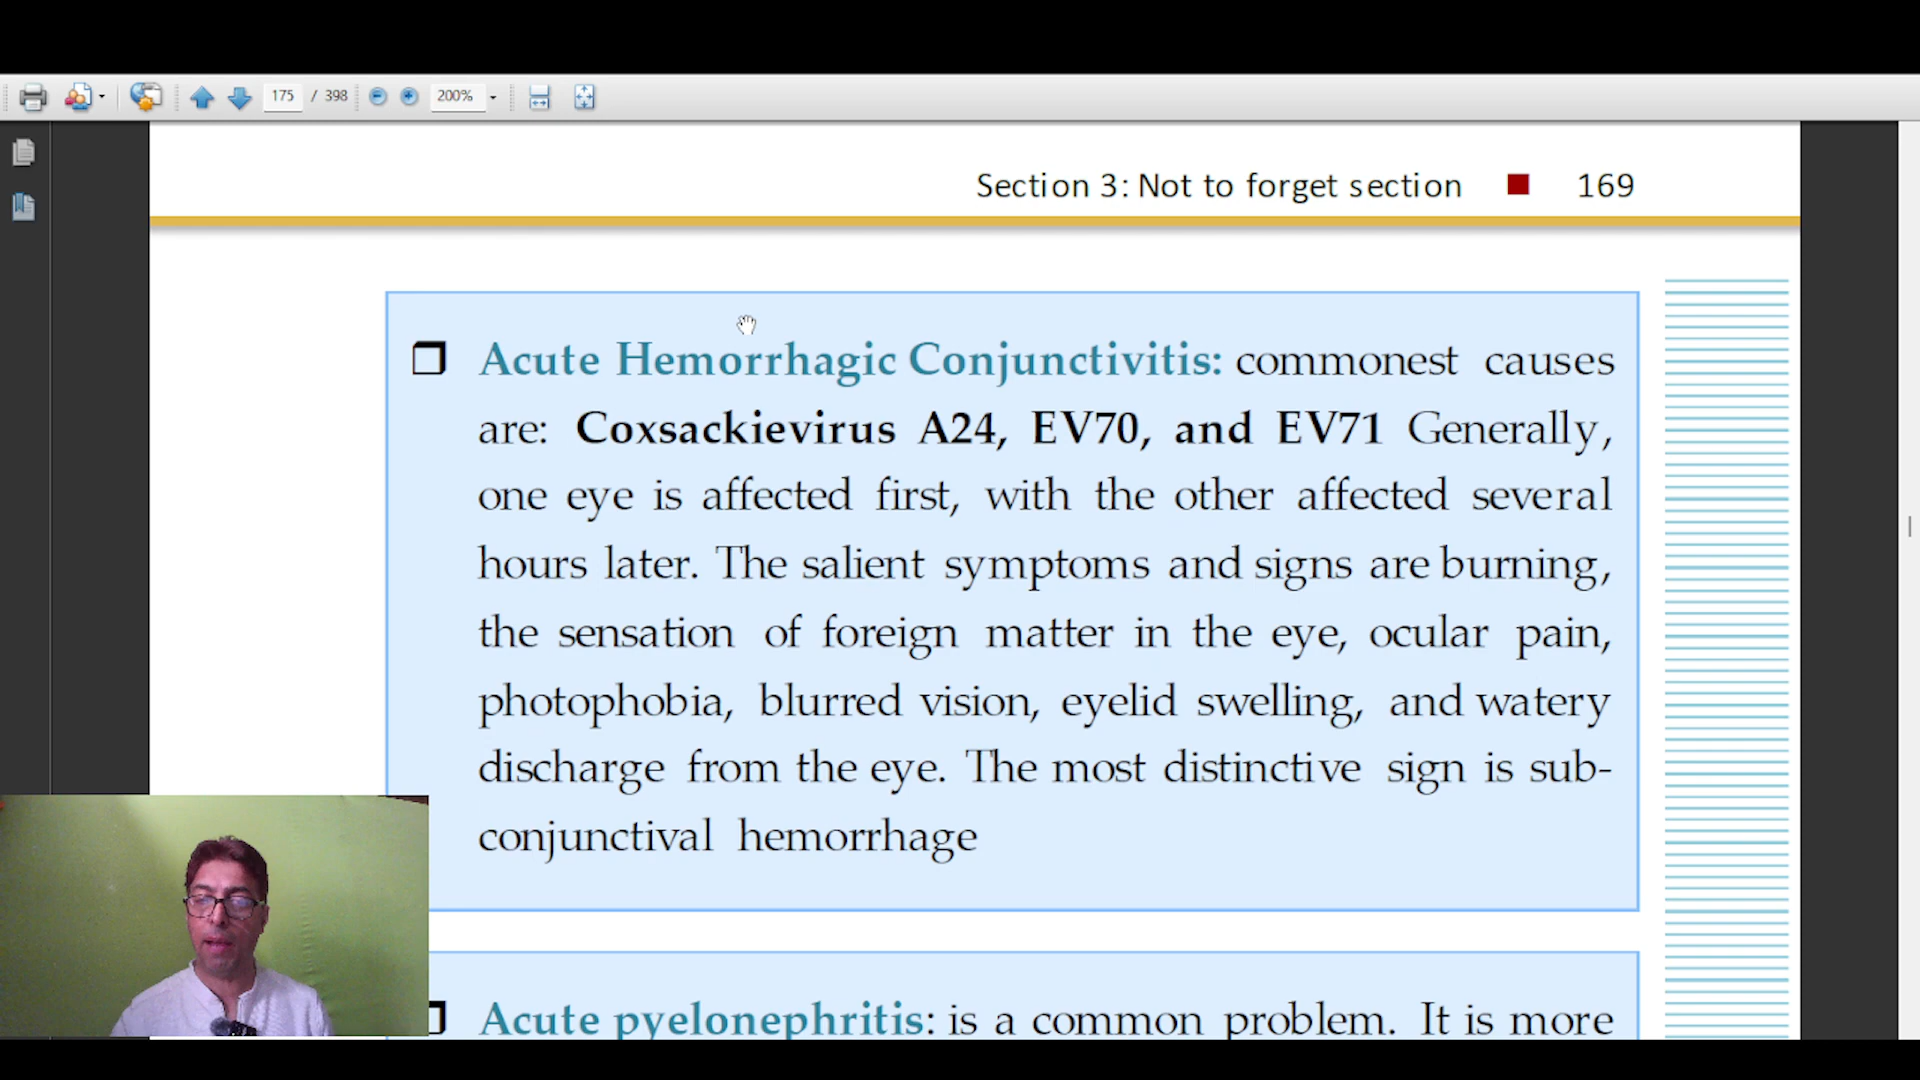 175 / 398 200%
Section 3: Not to forget section 169
Acute Hemorrhagic Conjunctivitis: commonest causes
are: Coxsackievirus A24, EV70, and EV71 Generally,
one eye is affected first, with the other affected several
hours later. The salient symptoms and signs are burning,
the sensation of foreign matter in the eye, ocular pain,
photophobia, blurred vision, eyelid swelling, and watery
discharge from the eye. The most distinctive sign is sub-
conjunctival hemorrhage
Acute pyelonephritis: is a common problem. It is more